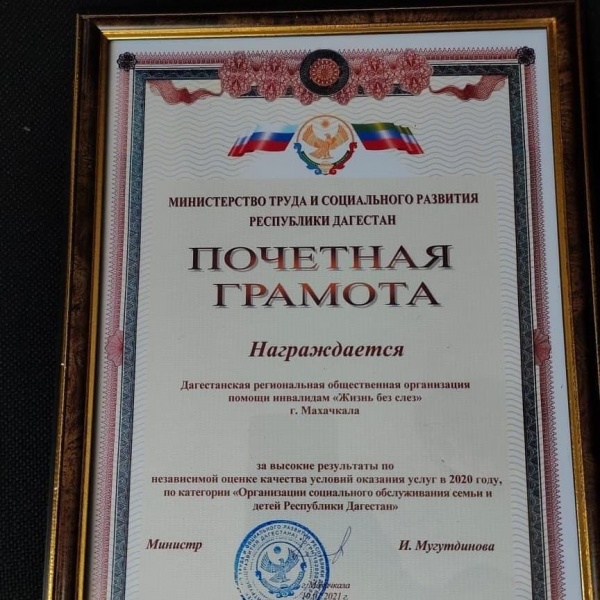 МИНИСТЕРСТВО ТРУДА И СОЦИАЛЬНОГО РАЗВИТИЯ
РЕСПУБЛИКИ ДАГЕСТАН
ПОЧЕТНАЯ
ГРАМОТА
Награждается
Дагестанская региональная общественная организация
помощи инвалидам «Жизнь без слез»
г. Махачкала
за высокие результаты по
независимой оценке качества условий оказания услуг в 2020 году,
по категории «Организации социального обслуживания семьи и
детей Республики Дагестан»
Министр
И. Мугутдинова
г. Махачкала
2021 г.